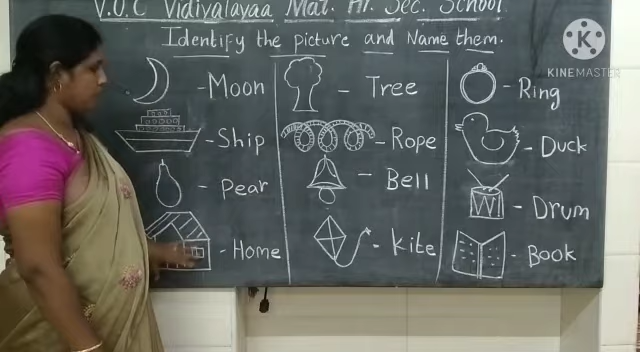 V.O.C Vidiyalayaa Mat. Hr. Sec. School
Identify the picture and Name them.
- Moon
- Ship
- Pear
- Home
- Tree
- Rope
- Bell
- Kite
- Ring
- Duck
- Drum
- Book
KINEMASTER